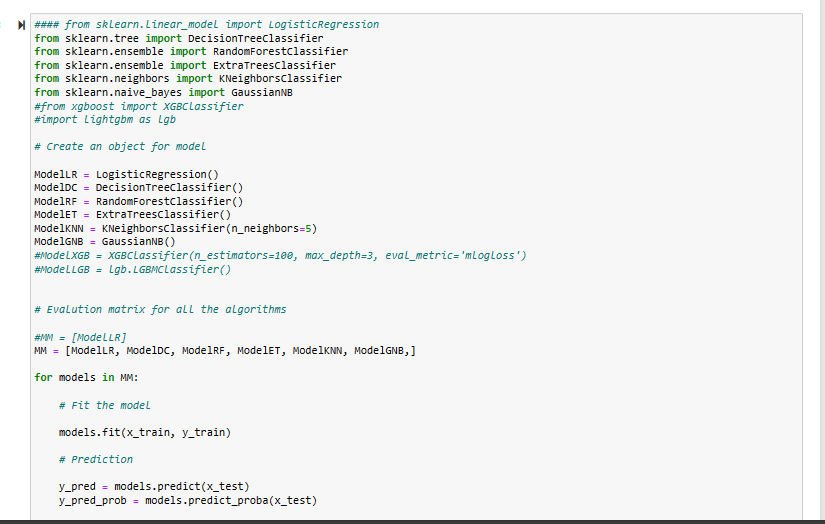 #### from sklearn.linear_model import LogisticRegression
from sklearn.tree import DecisionTreeClassifier
from sklearn.ensemble import RandomForestClassifier
from sklearn.ensemble import ExtraTreesClassifier
from sklearn.neighbors import KNeighborsClassifier
from sklearn.naive_bayes import GaussianNB
#from xgboost import XGBClassifier
#import lightgbm as lgb
# Create an object for model
ModelLR = LogisticRegression()
ModelDC = DecisionTreeClassifier()
ModelRF = RandomForestClassifier()
ModelET = ExtraTreesClassifier()
ModelKNN = KNeighborsClassifier(n_neighbors=5)
ModelGNB = GaussianNB()
#ModelXGB = XGBClassifier(n_estimators=100, max_depth=3, eval_metric='mlogloss')
#ModelLGB = lgb.LGBMClassifier()
# Evalution matrix for all the algorithms
#MM = [ModelLR]
MM = [ModelLR, ModelDC, ModelRF, ModelET, ModelKNN, ModelGNB,]
for models in MM:
    # Fit the model
    models.fit(x_train, y_train)
    # Prediction
    y_pred = models.predict(x_test)
    y_pred_prob = models.predict_proba(x_test)